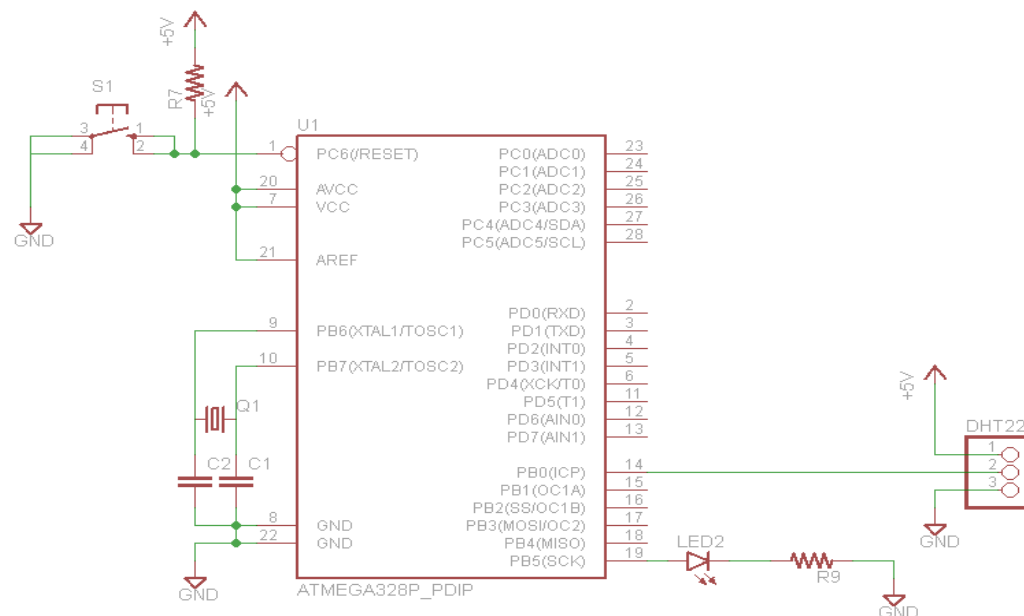 +5V
R7
+5V
S1
3 1
4 2
GND
U1
1 PC6(/RESET)
20 AVCC
7 VCC
21 AREF
9 PB6(XTAL1/TOSC1)
10 PB7(XTAL2/TOSC2)
Q1
C2 C1
8 GND
22 GND
GND
PC0(ADC0) 23
PC1(ADC1) 24
PC2(ADC2) 25
PC3(ADC3) 26
PC4(ADC4/SDA) 27
PC5(ADC5/SCL) 28
PD0(RXD) 2
PD1(TXD) 3
PD2(INT0) 4
PD3(INT1) 5
PD4(XCK/T0) 6
PD5(T1) 11
PD6(AIN0) 12
PD7(AIN1) 13
PB0(ICP) 14
PB1(OC1A) 15
PB2(SS/OC1B) 16
PB3(MOSI/OC2) 17
PB4(MISO) 18
PB5(SCK) 19
ATMEGA328P_PDIP
LED2
R9
GND
+5V
DHT22
1
2
3
GND